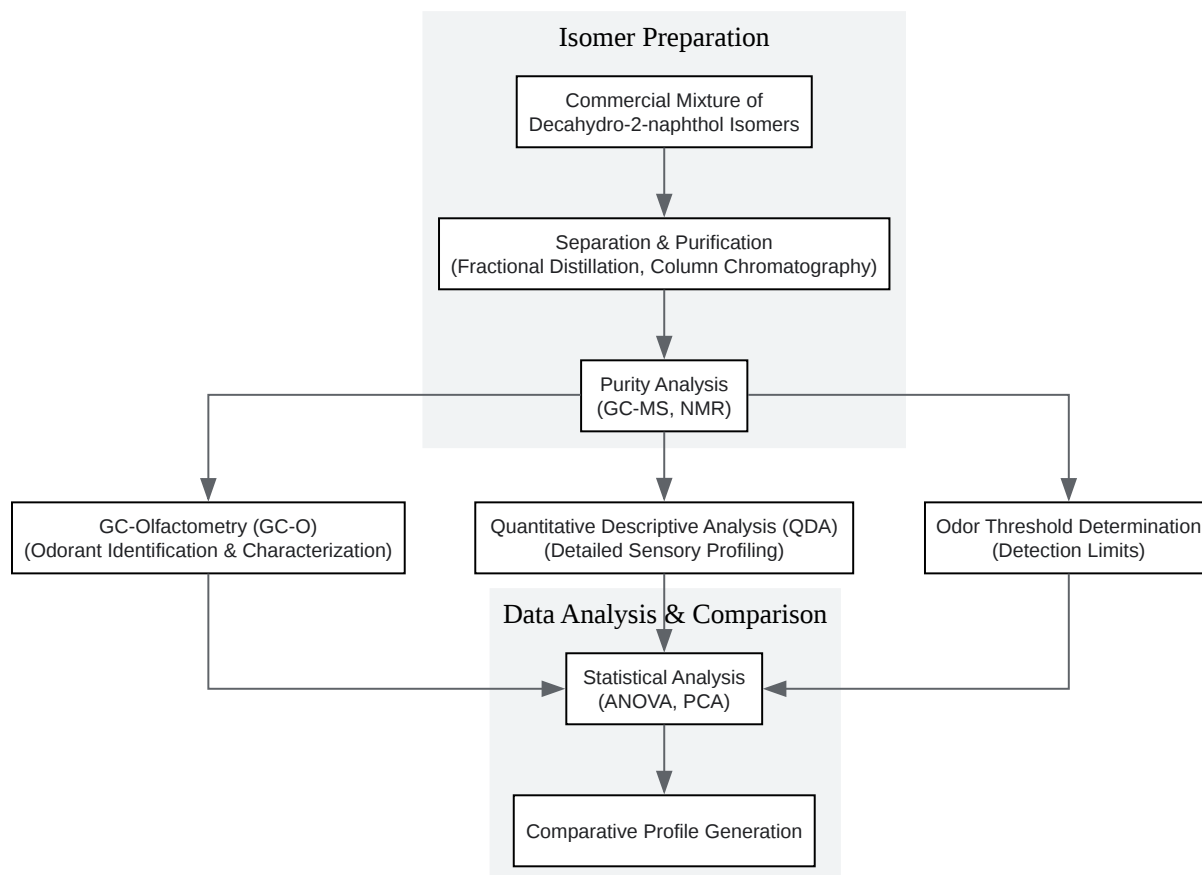 Isomer Preparation
Commercial Mixture of
Decahydro-2-naphthol Isomers
Separation & Purification
(Fractional Distillation, Column Chromatography)
Purity Analysis
(GC-MS, NMR)
GC-Olfactometry (GC-O)
(Odorant Identification & Characterization)
Quantitative Descriptive Analysis (QDA)
(Detailed Sensory Profiling)
Odor Threshold Determination
(Detection Limits)
Data Analysis & Comparison
Statistical Analysis
(ANOVA, PCA)
Comparative Profile Generation